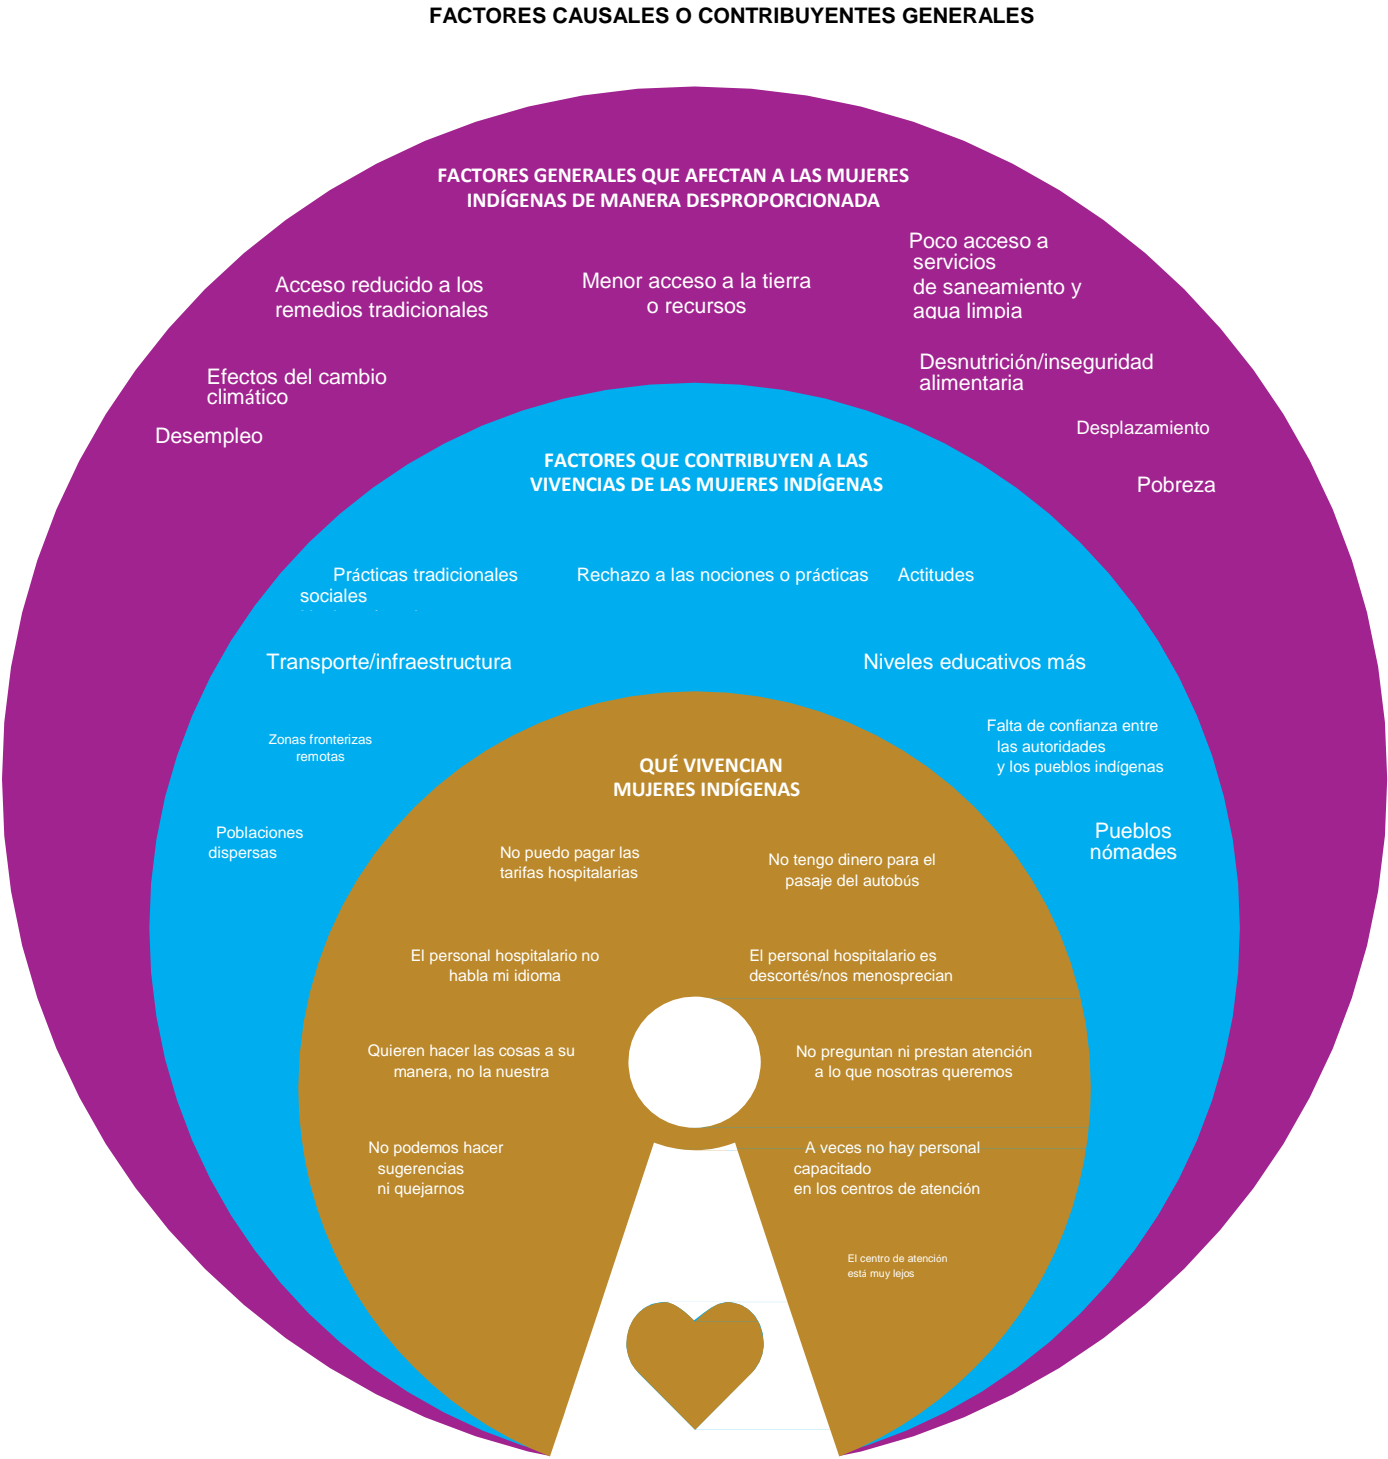 FACTORES CAUSALES O CONTRIBUYENTES GENERALES
FACTORES GENERALES QUE AFECTAN A LAS MUJERES
INDÍGENAS DE MANERA DESPROPORCIONADA
Acceso reducido a los
remedios tradicionales
Menor acceso a la tierra
o recursos
Poco acceso a
servicios
de saneamiento y
agua limpia
Efectos del cambio
climático
Desnutrición/inseguridad
alimentaria
Desempleo
Desplazamiento
Pobreza
FACTORES QUE CONTRIBUYEN A LAS
VIVENCIAS DE LAS MUJERES INDÍGENAS
Prácticas tradicionales
sociales
Rechazo a las nociones o prácticas
Actitudes
Transporte/infraestructura
Niveles educativos más
Zonas fronterizas
remotas
Falta de confianza entre
las autoridades
y los pueblos indígenas
Poblaciones
dispersas
Pueblos
nómades
QUÉ VIVENCIAN
MUJERES INDÍGENAS
No puedo pagar las
tarifas hospitalarias
No tengo dinero para el
pasaje del autobús
El personal hospitalario no
habla mi idioma
El personal hospitalario es
descortés/nos menosprecian
Quieren hacer las cosas a su
manera, no la nuestra
No preguntan ni prestan atención
a lo que nosotras queremos
No podemos hacer
sugerencias
ni quejarnos
A veces no hay personal
capacitado
en los centros de atención
El centro de atención
está muy lejos